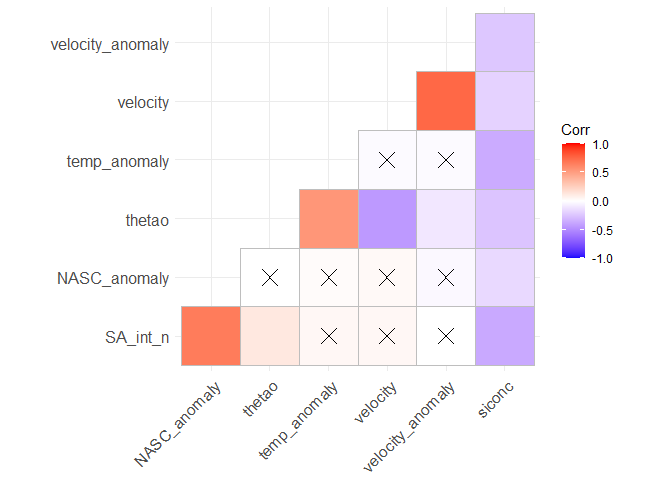 velocity_anomaly
velocity
temp_anomaly
thetao
NASC_anomaly
SA_int_n
NASC_anomaly
thetao
temp_anomaly
velocity
velocity_anomaly
siconc
Corr
1.0
0.5
0.0
-0.5
-1.0